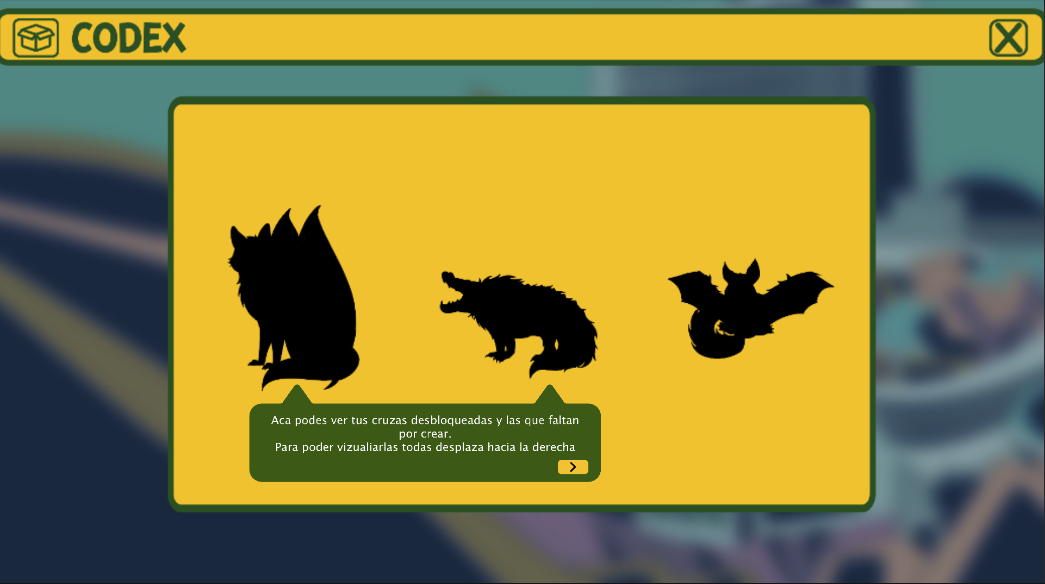 CODEX
Aca podes ver tus cruzas desbloqueadas y las que faltan
por crear.
Para poder vizualiarlas todas desplaza hacia la derecha